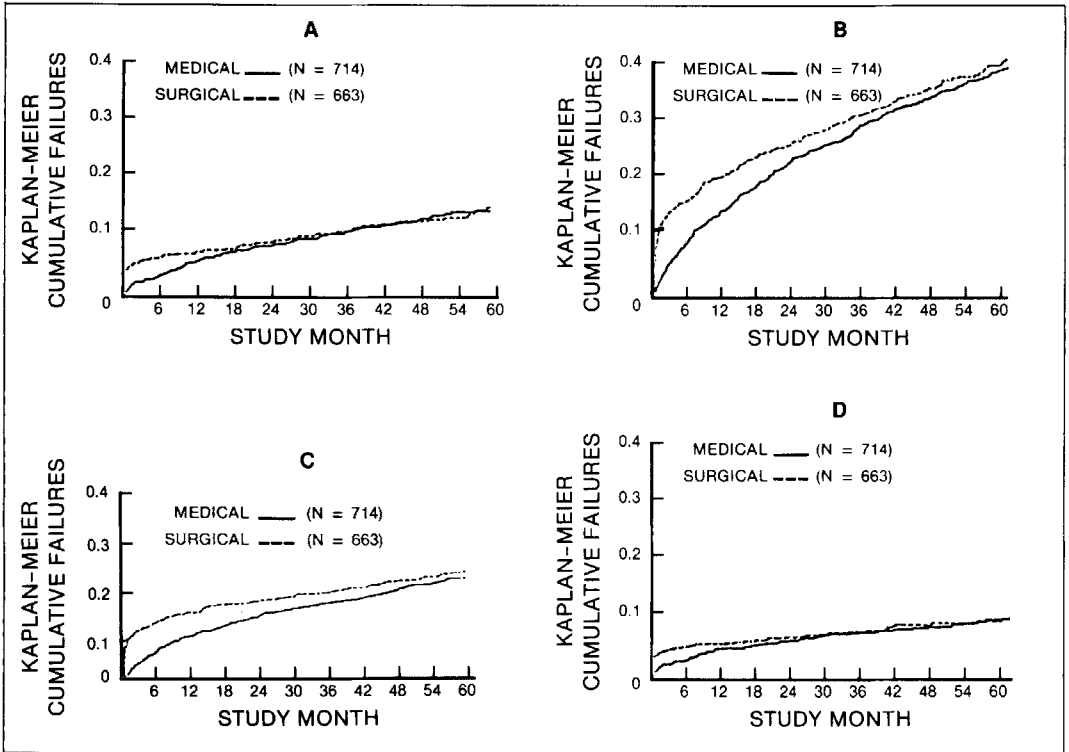 A
KAPLAN-MEIER
CUMULATIVE FAILURES
0.4
0.3
0.2
0.1
0
MEDICAL (N = 714)
SURGICAL (N = 663)
6 12 18 24 30 36 42 48 54 60
STUDY MONTH
B
KAPLAN-MEIER
CUMULATIVE FAILURES
0.4
0.3
0.2
0.1
0
MEDICAL (N = 714)
SURGICAL (N = 663)
6 12 18 24 30 36 42 48 54 60
STUDY MONTH
C
KAPLAN-MEIER
CUMULATIVE FAILURES
0.4
0.3
0.2
0.1
0
MEDICAL (N = 714)
SURGICAL (N = 663)
6 12 18 24 30 36 42 48 54 60
STUDY MONTH
D
KAPLAN-MEIER
CUMULATIVE FAILURES
0.4
0.3
0.2
0.1
0
MEDICAL (N = 714)
SURGICAL (N = 663)
6 12 18 24 30 36 42 48 54 60
STUDY MONTH